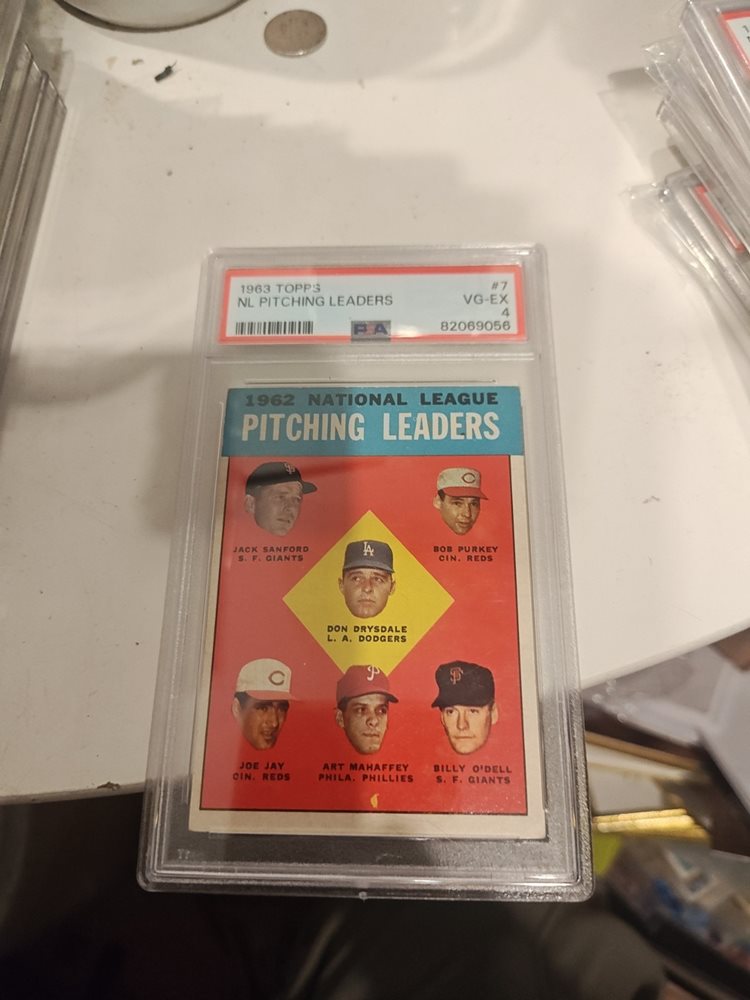 1963 TOPPS #7
NL PITCHING LEADERS VG-EX
4
PSA 82069056
1962 NATIONAL LEAGUE
PITCHING LEADERS
JACK SANFORD
S. F. GIANTS
BOB PURKEY
CIN. REDS
LA
DON DRYSDALE
L. A. DODGERS
JOE JAY
CIN. REDS
ART MAHAFFEY
PHILA. PHILLIES
BILLY O'DELL
S. F. GIANTS